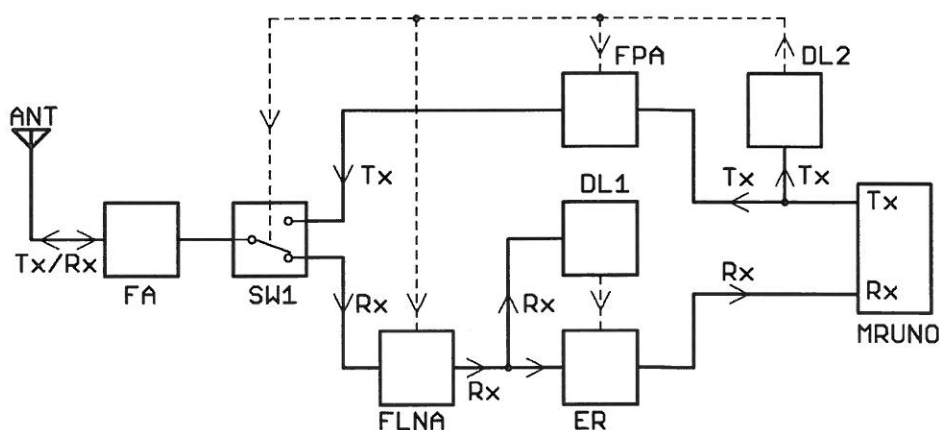 FPA
DL2
ANT
Tx
DL1
Tx
Tx
Tx
Tx/Rx
FA
SW1
Rx
Rx
Rx
Rx
MRUNO
Rx
FLNA
ER